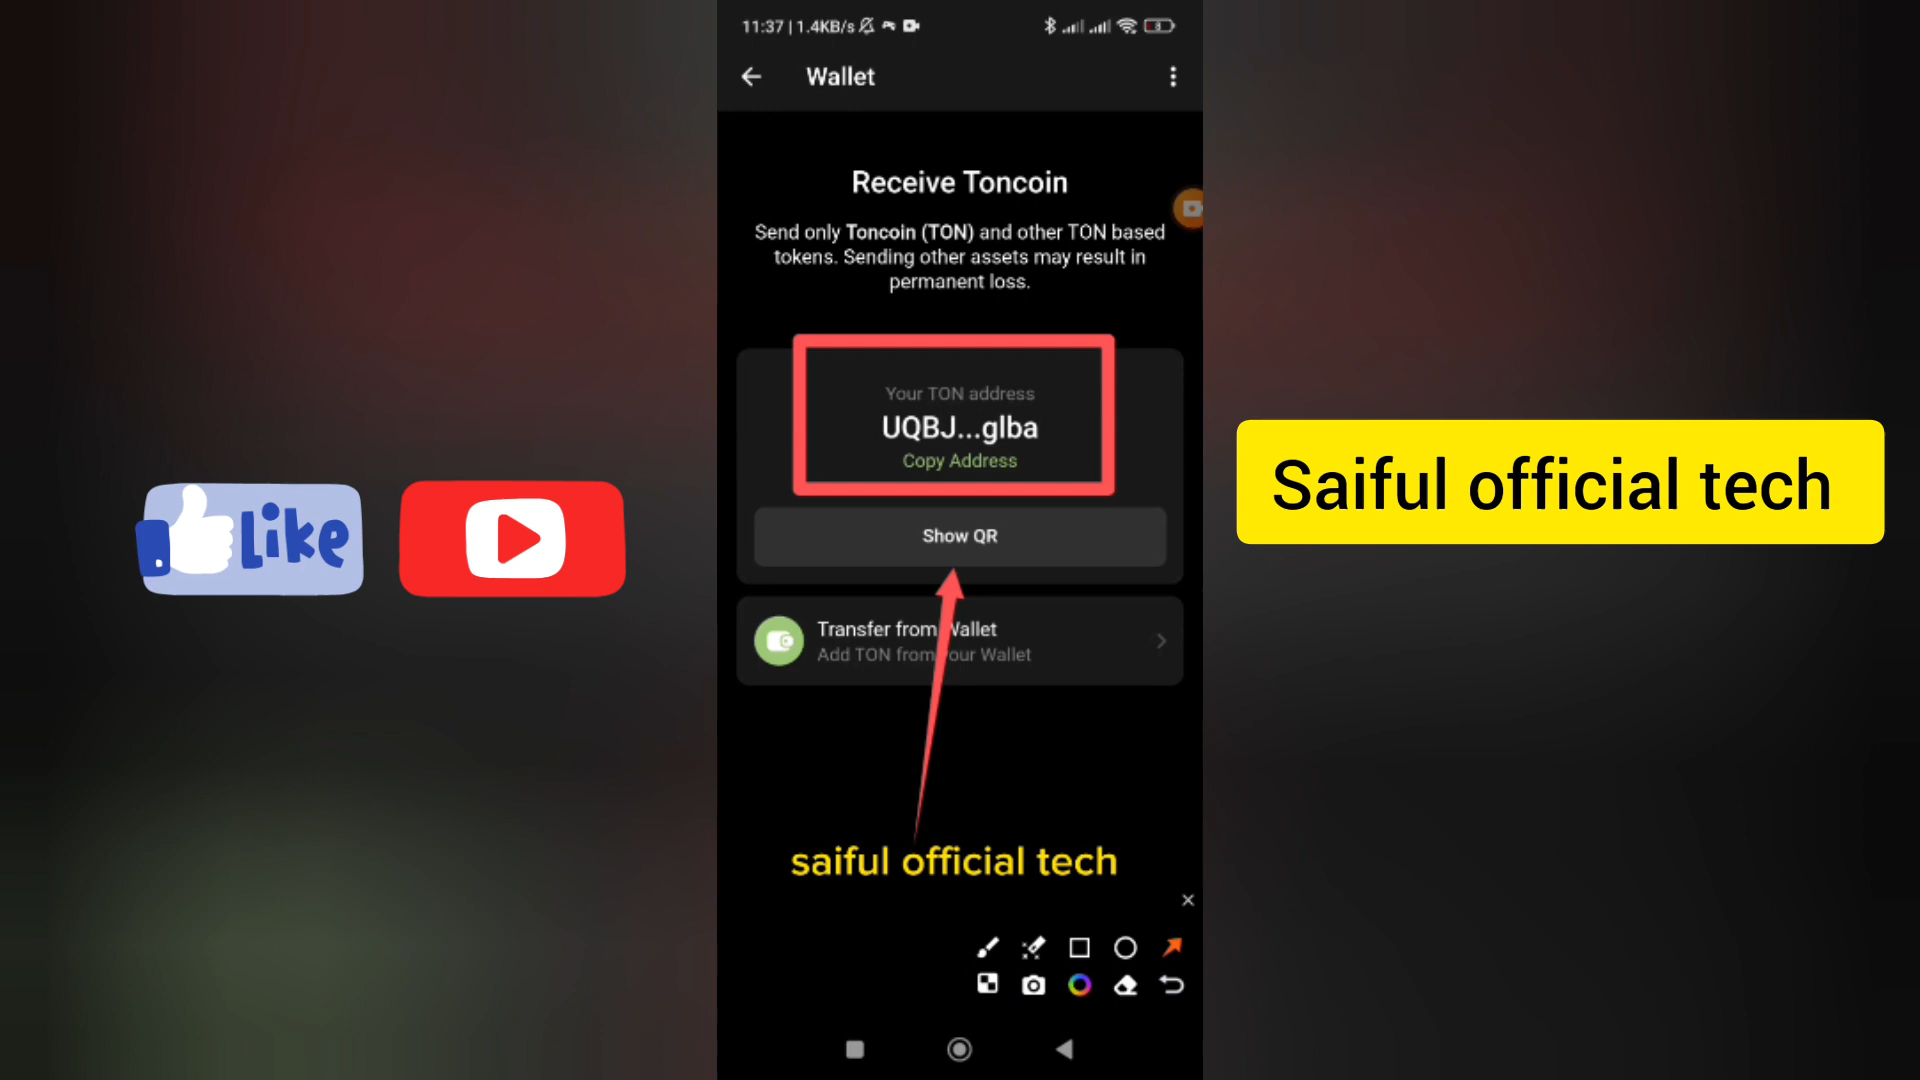 11:37 | 1.4KB/s
8
Wallet
Receive Toncoin
Send only Toncoin (TON) and other TON based
tokens. Sending other assets may result in
permanent loss.
Your TON address
UQBJ...glba
Copy Address
Show QR
Transfer from Wallet
Add TON from your Wallet
saiful official tech
Like
Saiful official tech